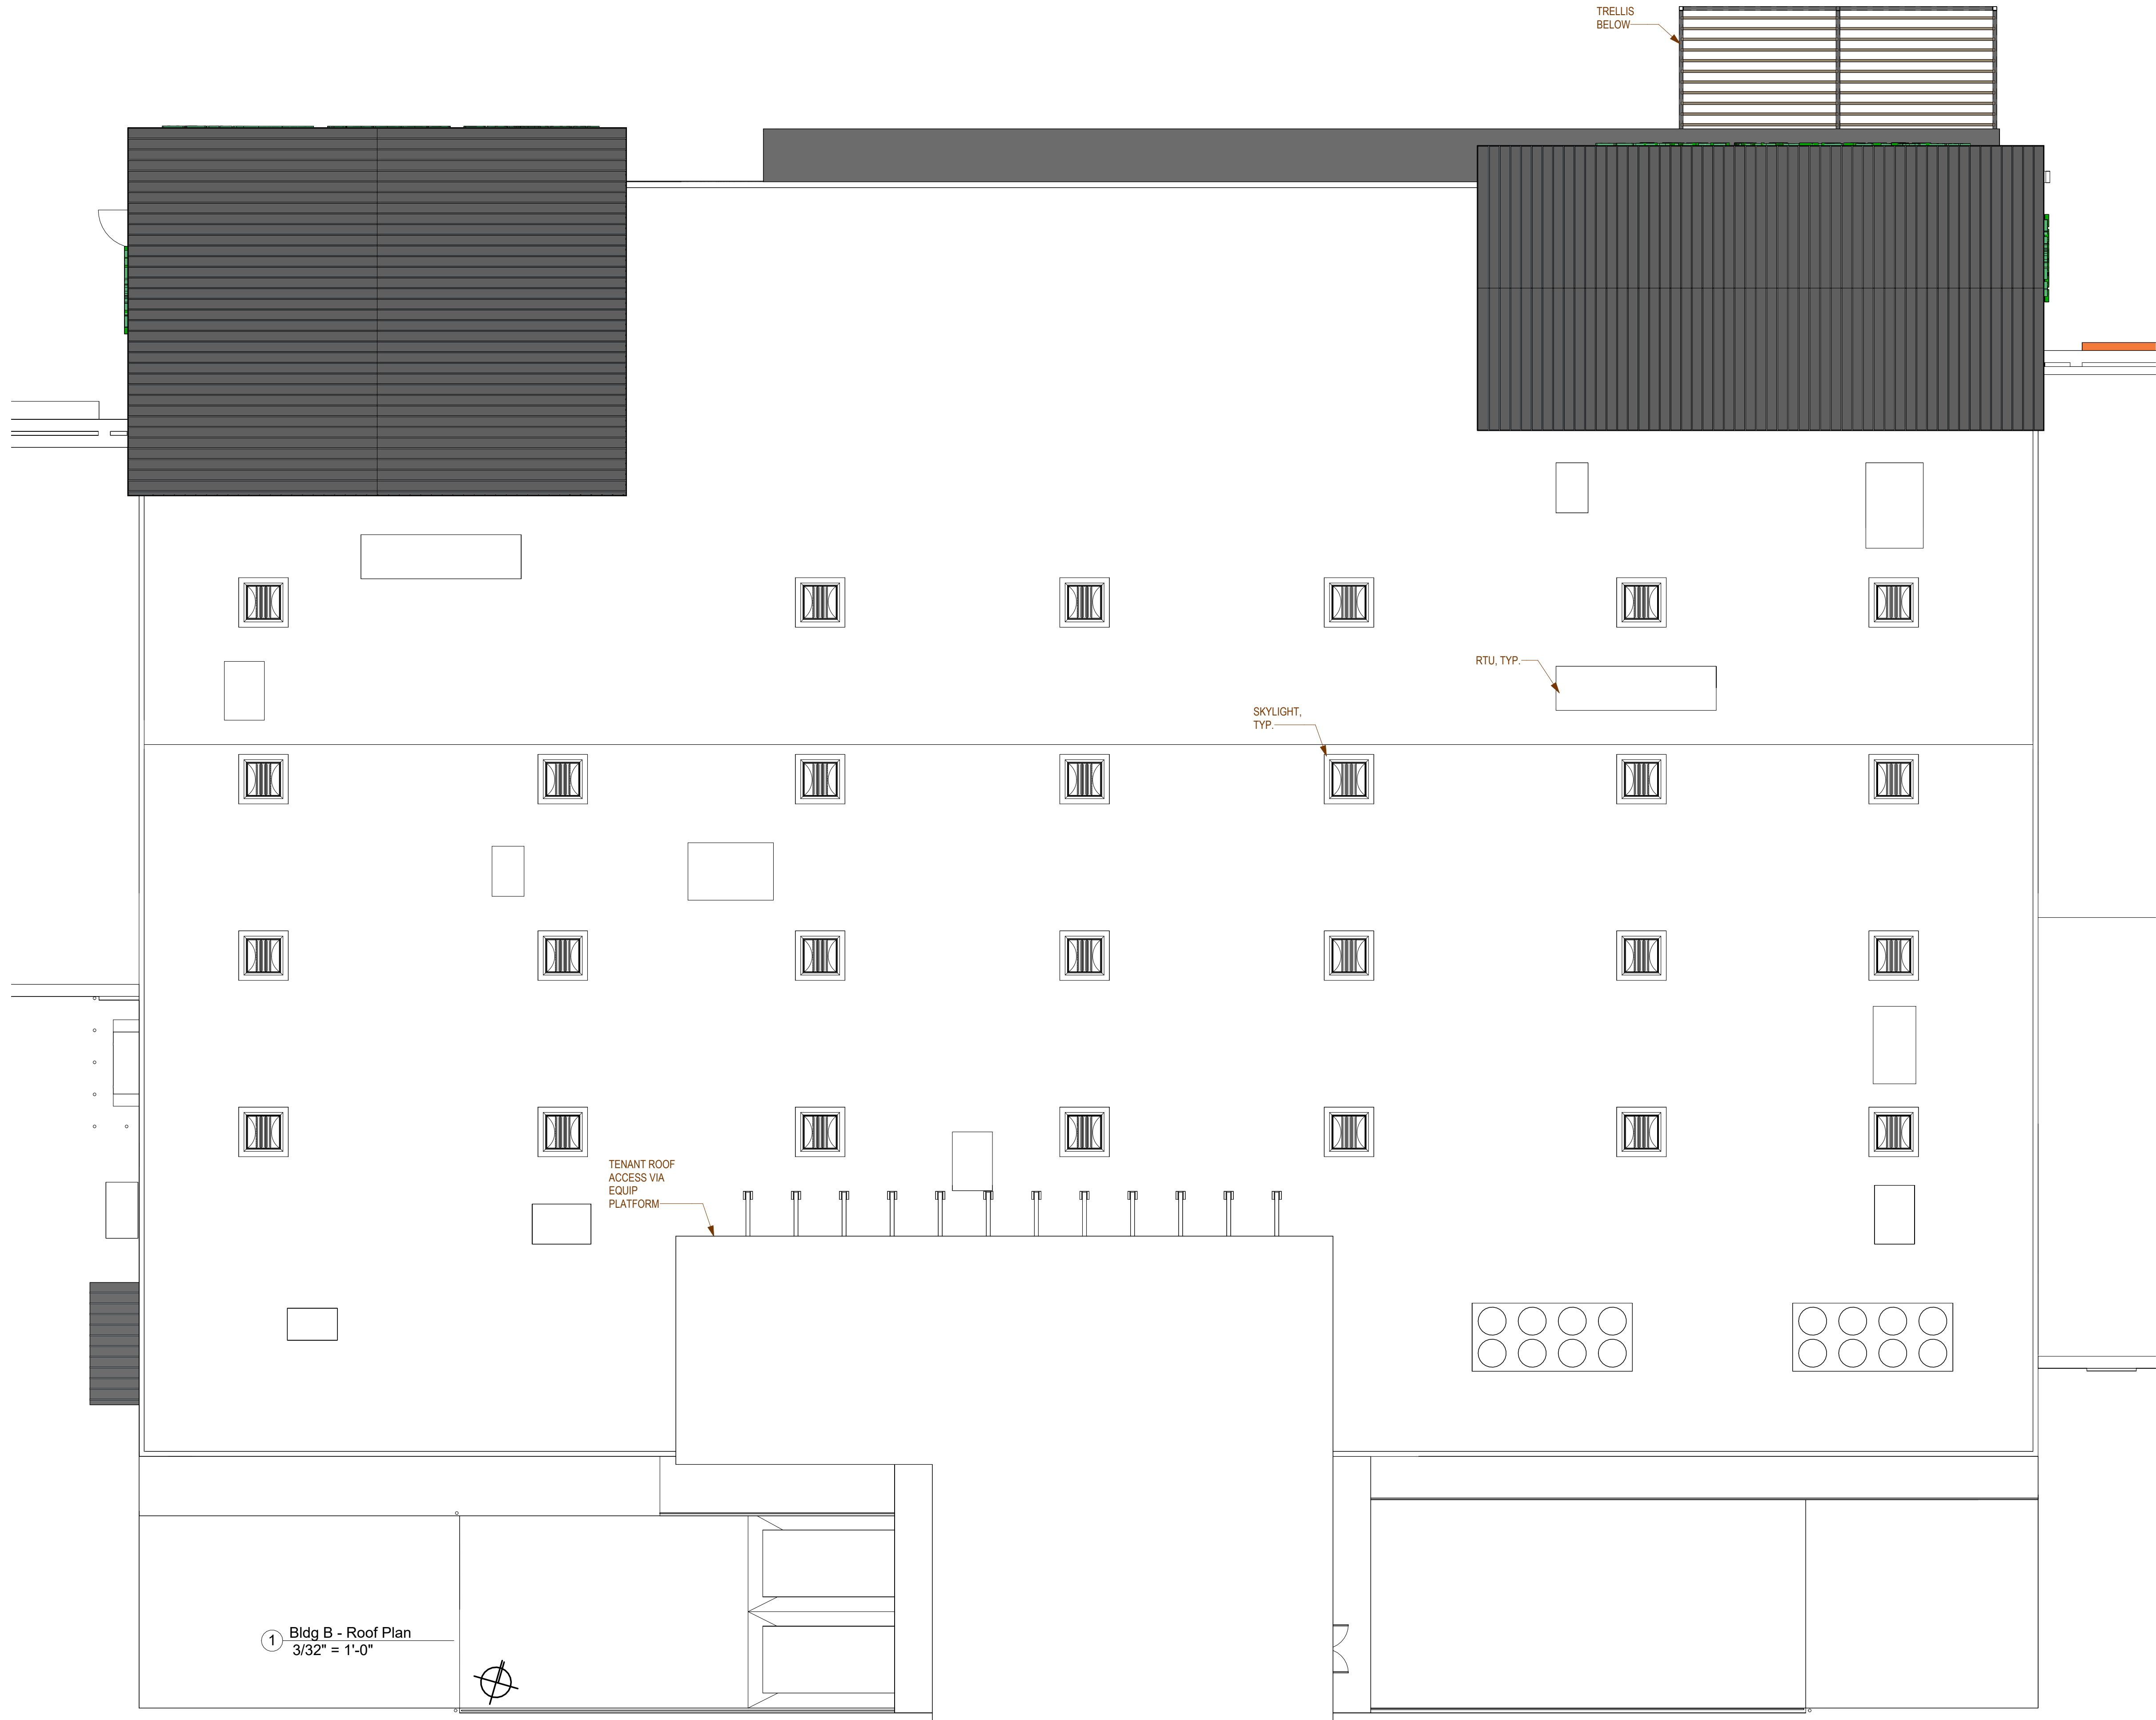 TRELLIS
BELOW
RTU, TYP.
SKYLIGHT,
TYP.
TENANT ROOF
ACCESS VIA
EQUIP
PLATFORM
1
Bldg B - Roof Plan
3/32" = 1'-0"